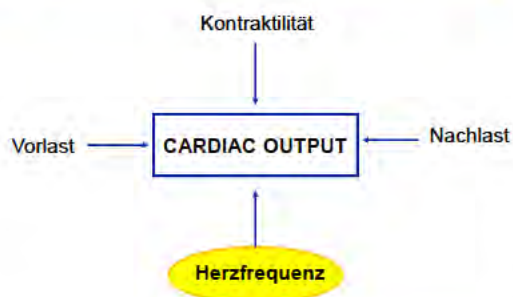 Kontraktilität
Vorlast
CARDIAC OUTPUT
Nachlast
Herzfrequenz